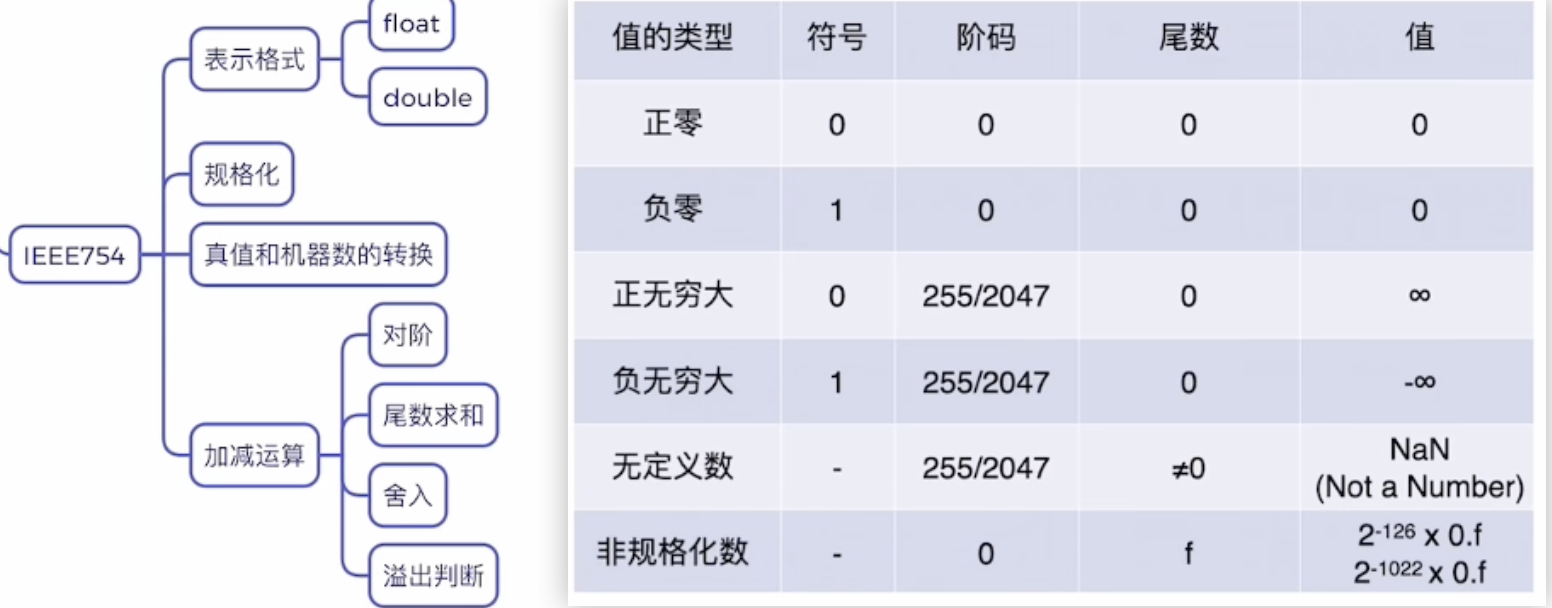 float
表示格式
double
规格化
IEEE754
真值和机器数的转换
对阶
尾数求和
加减运算
舍入
溢出判断
值的类型 符号 阶码 尾数 值
正零 0 0 0 0
负零 1 0 0 0
正无穷大 0 255/2047 0 ∞
负无穷大 1 255/2047 0 -∞
无定义数 - 255/2047 ≠0 NaN
(Not a Number)
非规格化数 - 0 f 2⁻¹²⁶ x 0.f
2⁻¹⁰²² x 0.f